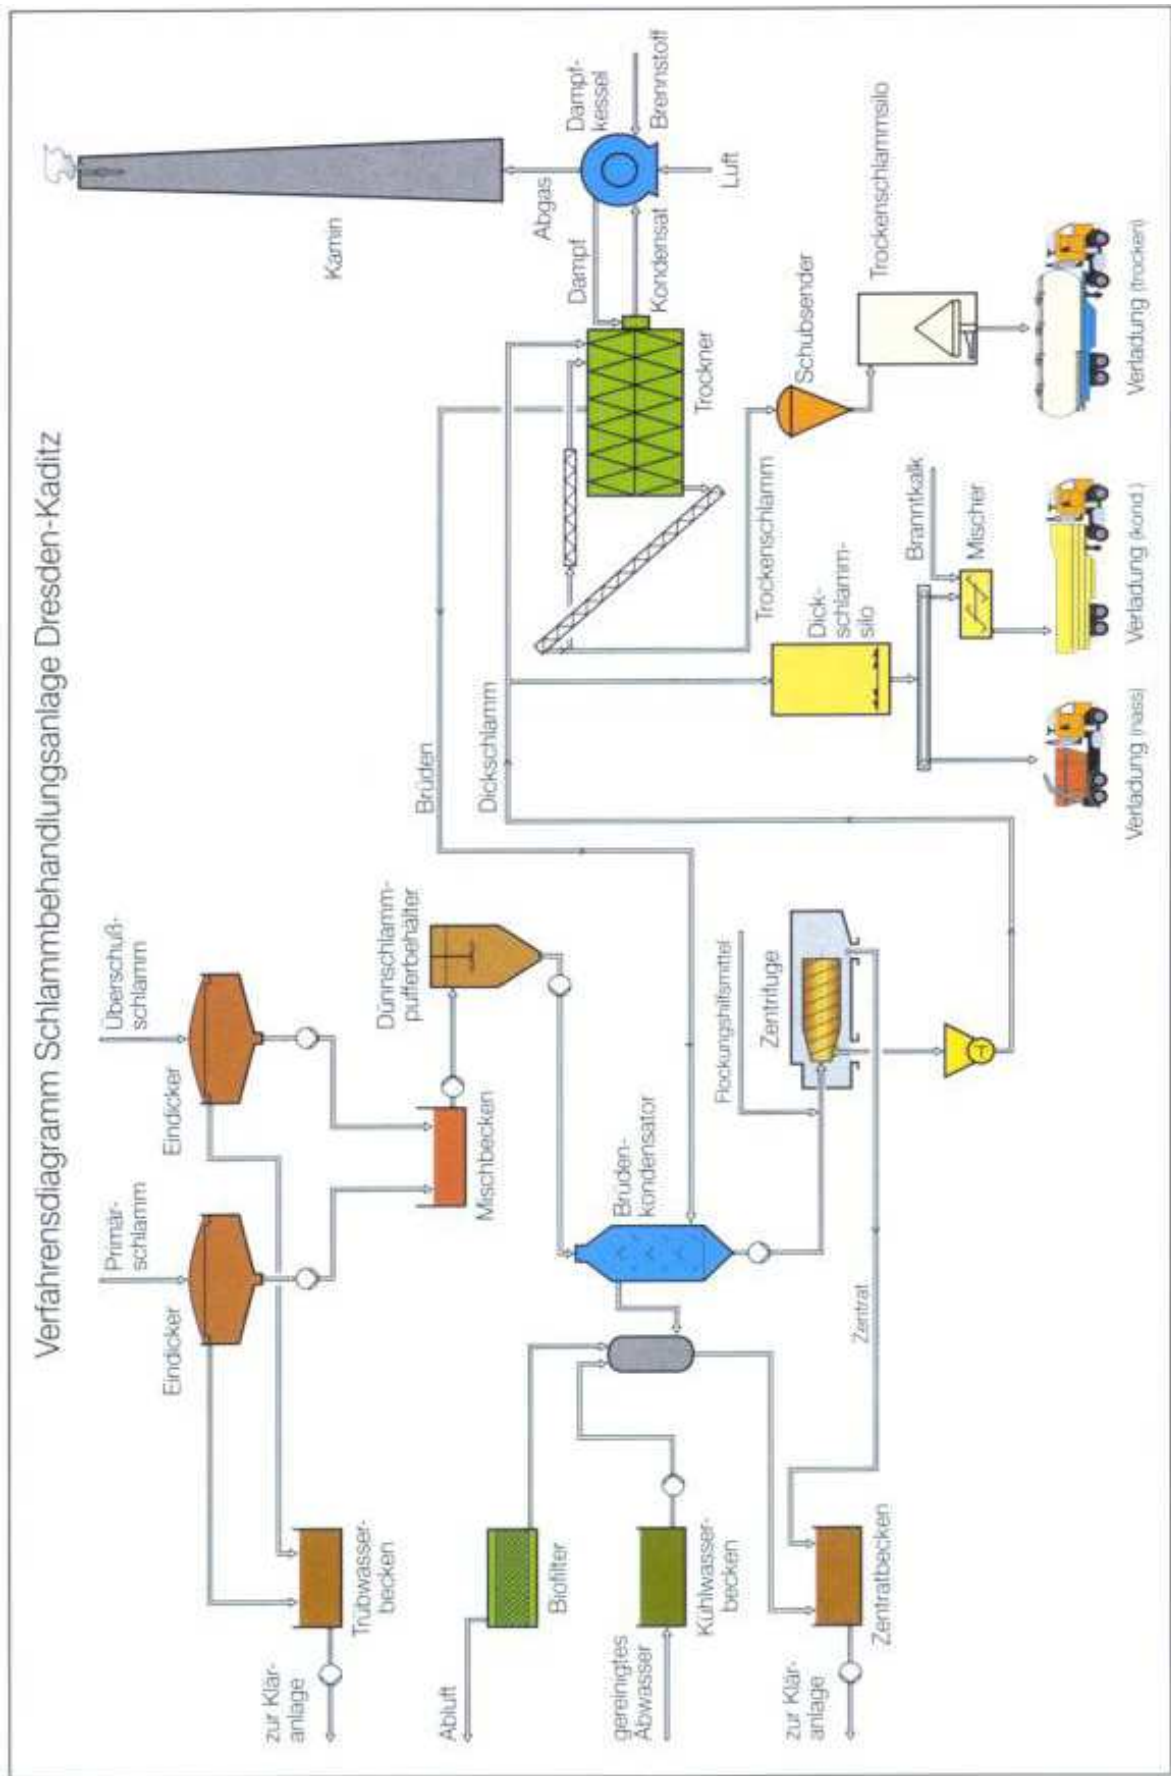 Verfahrensdiagramm Schlammbehandlungsanlage Dresden-Kaditz
Primär-
schlamm
Überschuß-
schlamm
Eindicker
Eindicker
Kamin
zur Klär-
anlage
Trübwasser-
becken
Mischbecken
Dünnschlamm-
pufferbehälter
Brüden
Dickschlamm
Abgas
Dampf
Dampf-
kessel
Kondensat
Brennstoff
Luft
Trockner
Abluft
Biofilter
gereinigtes
Abwasser
Kühlwasser-
becken
Brüden-
kondensator
Flockungshilfsmittel
Zentrifuge
Trockenschlamm
Schubsender
Trockenschlammsilo
Dick-
schlamm-
silo
Branntkalk
Mischer
Zentrat
zur Klär-
anlage
Zentratbecken
Verladung (nass)
Verladung (kond.)
Verladung (trocken)